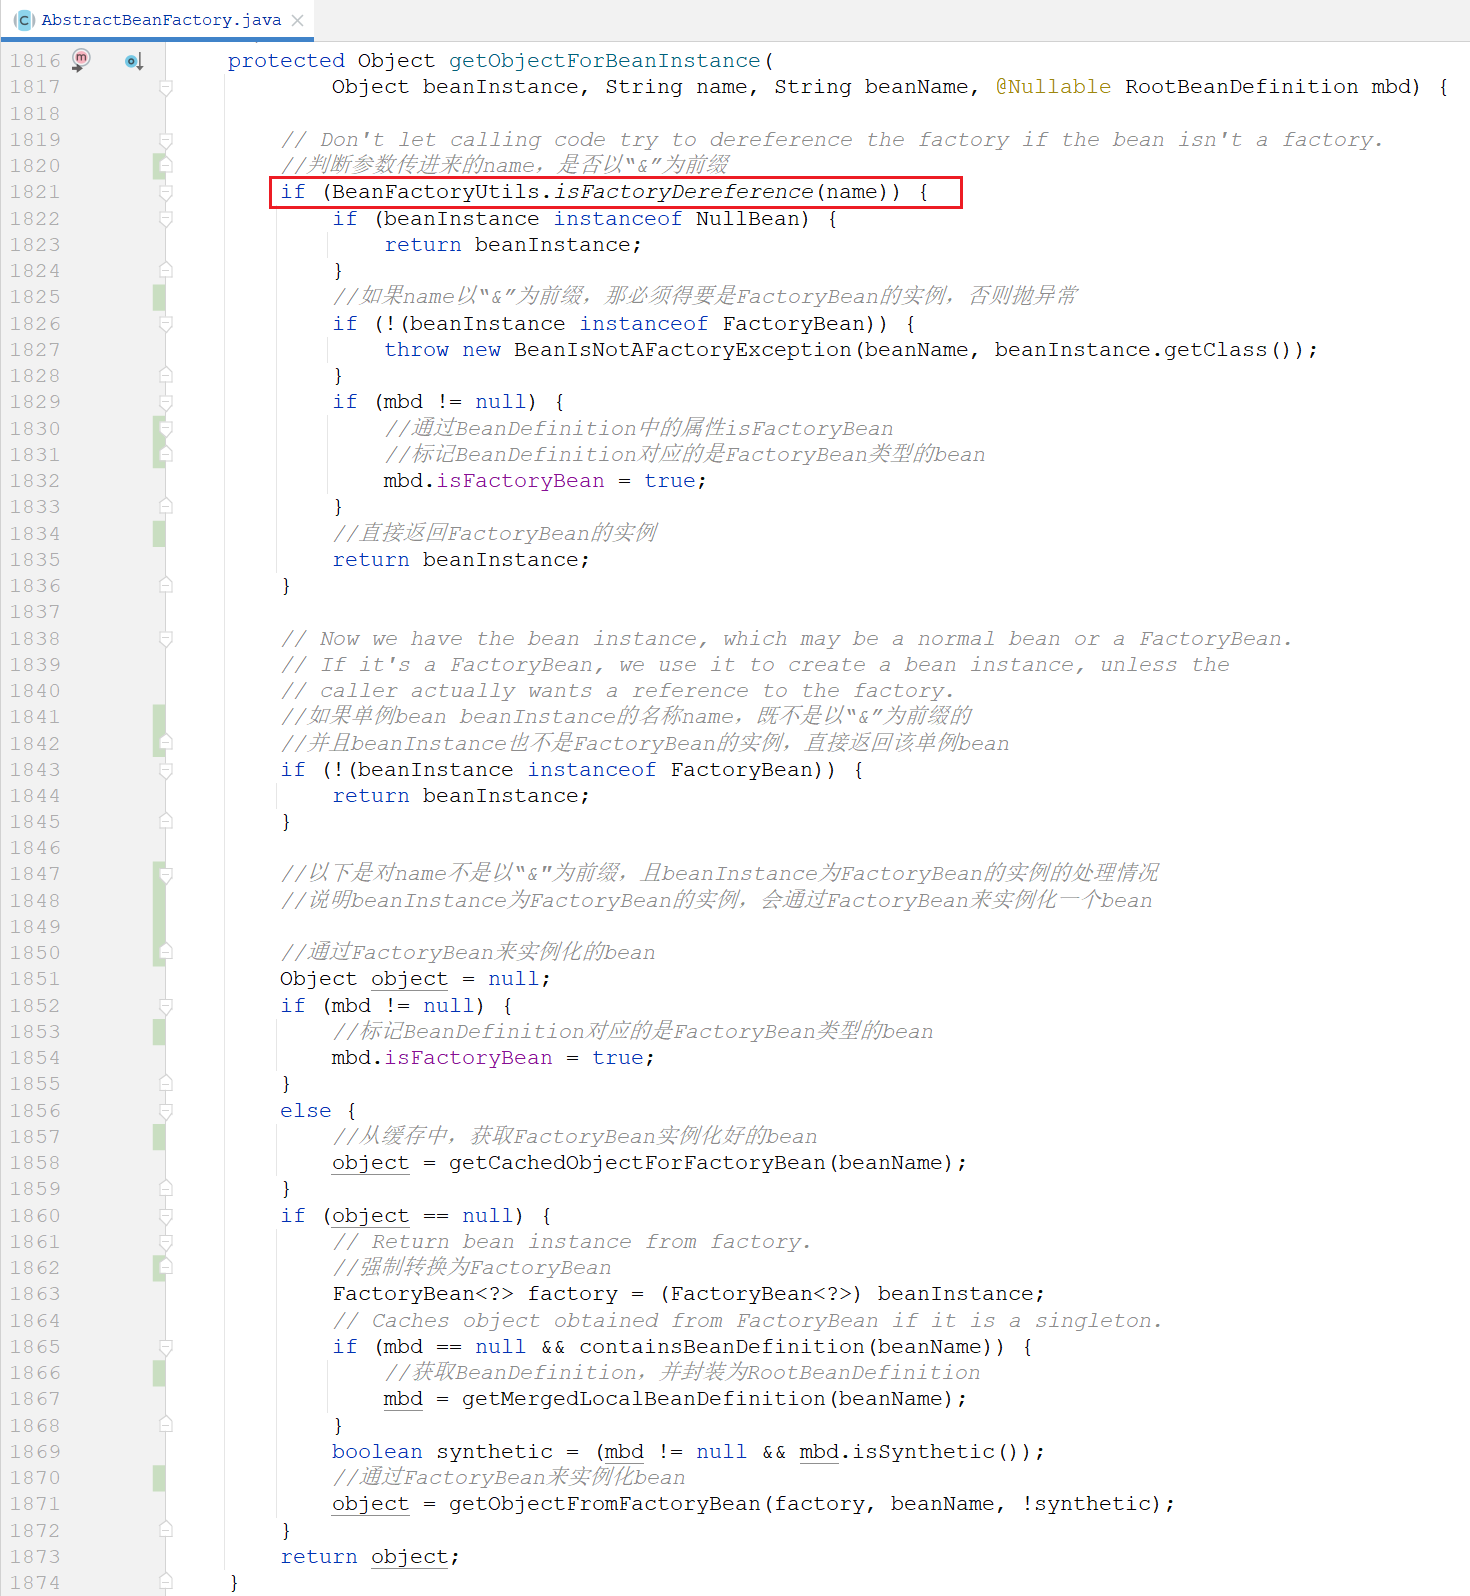 AbstractBeanFactory.java
1816 protected Object getObjectForBeanInstance(
1817 Object beanInstance, String name, String beanName, @Nullable RootBeanDefinition mbd) {
1818
1819 // Don't let calling code try to dereference the factory if the bean isn't a factory.
1820 //判断参数传进来的name，是否以“&”为前缀
1821 if (BeanFactoryUtils.isFactoryDereference(name)) {
1822 if (beanInstance instanceof NullBean) {
1823 return beanInstance;
1824 }
1825 //如果name以“&”为前缀，那必须得要是FactoryBean的实例，否则抛异常
1826 if (!(beanInstance instanceof FactoryBean)) {
1827 throw new BeanIsNotAFactoryException(beanName, beanInstance.getClass());
1828 }
1829 if (mbd != null) {
1830 //通过BeanDefinition中的属性isFactoryBean
1831 //标记BeanDefinition对应的是FactoryBean类型的bean
1832 mbd.isFactoryBean = true;
1833 }
1834 //直接返回FactoryBean的实例
1835 return beanInstance;
1836 }
1837
1838 // Now we have the bean instance, which may be a normal bean or a FactoryBean.
1839 // If it's a FactoryBean, we use it to create a bean instance, unless the
1840 // caller actually wants a reference to the factory.
1841 //如果单例bean beanInstance的名称name，既不是以“&”为前缀的
1842 //并且beanInstance也不是FactoryBean的实例，直接返回该单例bean
1843 if (!(beanInstance instanceof FactoryBean)) {
1844 return beanInstance;
1845 }
1846
1847 //以下是对name不是以“&"为前缀，且beanInstance为FactoryBean的实例的处理情况
1848 //说明beanInstance为FactoryBean的实例，会通过FactoryBean来实例化一个bean
1849
1850 //通过FactoryBean来实例化的bean
1851 Object object = null;
1852 if (mbd != null) {
1853 //标记BeanDefinition对应的是FactoryBean类型的bean
1854 mbd.isFactoryBean = true;
1855 }
1856 else {
1857 //从缓存中，获取FactoryBean实例化好的bean
1858 object = getCachedObjectForFactoryBean(beanName);
1859 }
1860 if (object == null) {
1861 // Return bean instance from factory.
1862 //强制转换为FactoryBean
1863 FactoryBean<?> factory = (FactoryBean<?>) beanInstance;
1864 // Caches object obtained from FactoryBean if it is a singleton.
1865 if (mbd == null && containsBeanDefinition(beanName)) {
1866 //获取BeanDefinition，并封装为RootBeanDefinition
1867 mbd = getMergedLocalBeanDefinition(beanName);
1868 }
1869 boolean synthetic = (mbd != null && mbd.isSynthetic());
1870 //通过FactoryBean来实例化bean
1871 object = getObjectFromFactoryBean(factory, beanName, !synthetic);
1872 }
1873 return object;
1874 }